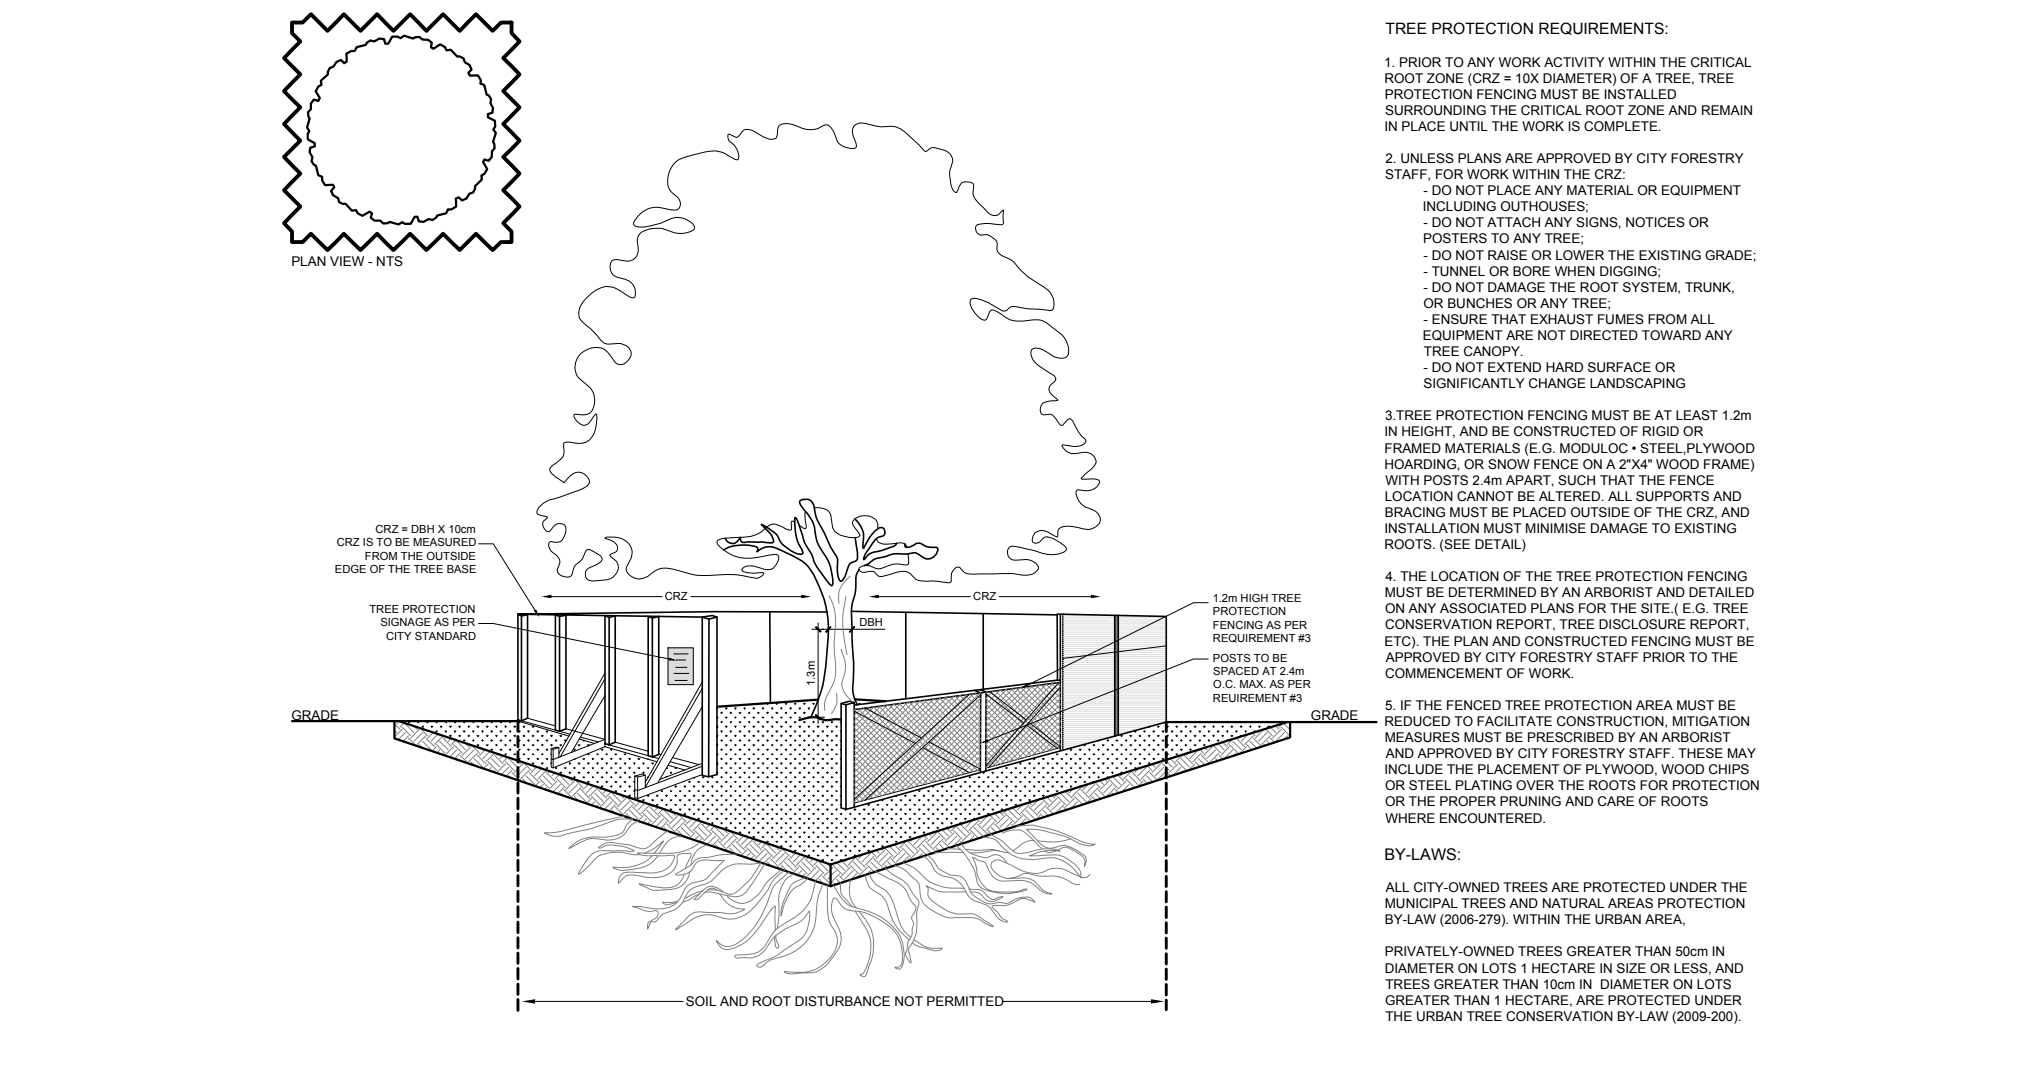 PLAN VIEW - NTS
CRZ = DBH X 10cm
CRZ IS TO BE MEASURED
FROM THE OUTSIDE
EDGE OF THE TREE BASE
TREE PROTECTION
SIGNAGE AS PER
CITY STANDARD
GRADE
CRZ
CRZ
DBH
1.3m
1.2m HIGH TREE
PROTECTION
FENCING AS PER
REQUIREMENT #3
POSTS TO BE
SPACED AT 2.4m
O.C. MAX. AS PER
REUIREMENT #3
GRADE
SOIL AND ROOT DISTURBANCE NOT PERMITTED
TREE PROTECTION REQUIREMENTS:
1. PRIOR TO ANY WORK ACTIVITY WITHIN THE CRITICAL
ROOT ZONE (CRZ = 10X DIAMETER) OF A TREE, TREE
PROTECTION FENCING MUST BE INSTALLED
SURROUNDING THE CRITICAL ROOT ZONE AND REMAIN
IN PLACE UNTIL THE WORK IS COMPLETE.
2. UNLESS PLANS ARE APPROVED BY CITY FORESTRY
STAFF, FOR WORK WITHIN THE CRZ:
- DO NOT PLACE ANY MATERIAL OR EQUIPMENT
INCLUDING OUTHOUSES;
- DO NOT ATTACH ANY SIGNS, NOTICES OR
POSTERS TO ANY TREE;
- DO NOT RAISE OR LOWER THE EXISTING GRADE;
- TUNNEL OR BORE WHEN DIGGING;
- DO NOT DAMAGE THE ROOT SYSTEM, TRUNK,
OR BUNCHES OR ANY TREE;
- ENSURE THAT EXHAUST FUMES FROM ALL
EQUIPMENT ARE NOT DIRECTED TOWARD ANY
TREE CANOPY.
- DO NOT EXTEND HARD SURFACE OR
SIGNIFICANTLY CHANGE LANDSCAPING
3.TREE PROTECTION FENCING MUST BE AT LEAST 1.2m
IN HEIGHT, AND BE CONSTRUCTED OF RIGID OR
FRAMED MATERIALS (E.G. MODULOC • STEEL,PLYWOOD
HOARDING, OR SNOW FENCE ON A 2"X4" WOOD FRAME)
WITH POSTS 2.4m APART, SUCH THAT THE FENCE
LOCATION CANNOT BE ALTERED. ALL SUPPORTS AND
BRACING MUST BE PLACED OUTSIDE OF THE CRZ, AND
INSTALLATION MUST MINIMISE DAMAGE TO EXISTING
ROOTS. (SEE DETAIL)
4. THE LOCATION OF THE TREE PROTECTION FENCING
MUST BE DETERMINED BY AN ARBORIST AND DETAILED
ON ANY ASSOCIATED PLANS FOR THE SITE.( E.G. TREE
CONSERVATION REPORT, TREE DISCLOSURE REPORT,
ETC). THE PLAN AND CONSTRUCTED FENCING MUST BE
APPROVED BY CITY FORESTRY STAFF PRIOR TO THE
COMMENCEMENT OF WORK.
5. IF THE FENCED TREE PROTECTION AREA MUST BE
REDUCED TO FACILITATE CONSTRUCTION, MITIGATION
MEASURES MUST BE PRESCRIBED BY AN ARBORIST
AND APPROVED BY CITY FORESTRY STAFF. THESE MAY
INCLUDE THE PLACEMENT OF PLYWOOD, WOOD CHIPS
OR STEEL PLATING OVER THE ROOTS FOR PROTECTION
OR THE PROPER PRUNING AND CARE OF ROOTS
WHERE ENCOUNTERED.
BY-LAWS:
ALL CITY-OWNED TREES ARE PROTECTED UNDER THE
MUNICIPAL TREES AND NATURAL AREAS PROTECTION
BY-LAW (2006-279). WITHIN THE URBAN AREA,
PRIVATELY-OWNED TREES GREATER THAN 50cm IN
DIAMETER ON LOTS 1 HECTARE IN SIZE OR LESS, AND
TREES GREATER THAN 10cm IN DIAMETER ON LOTS
GREATER THAN 1 HECTARE, ARE PROTECTED UNDER
THE URBAN TREE CONSERVATION BY-LAW (2009-200).